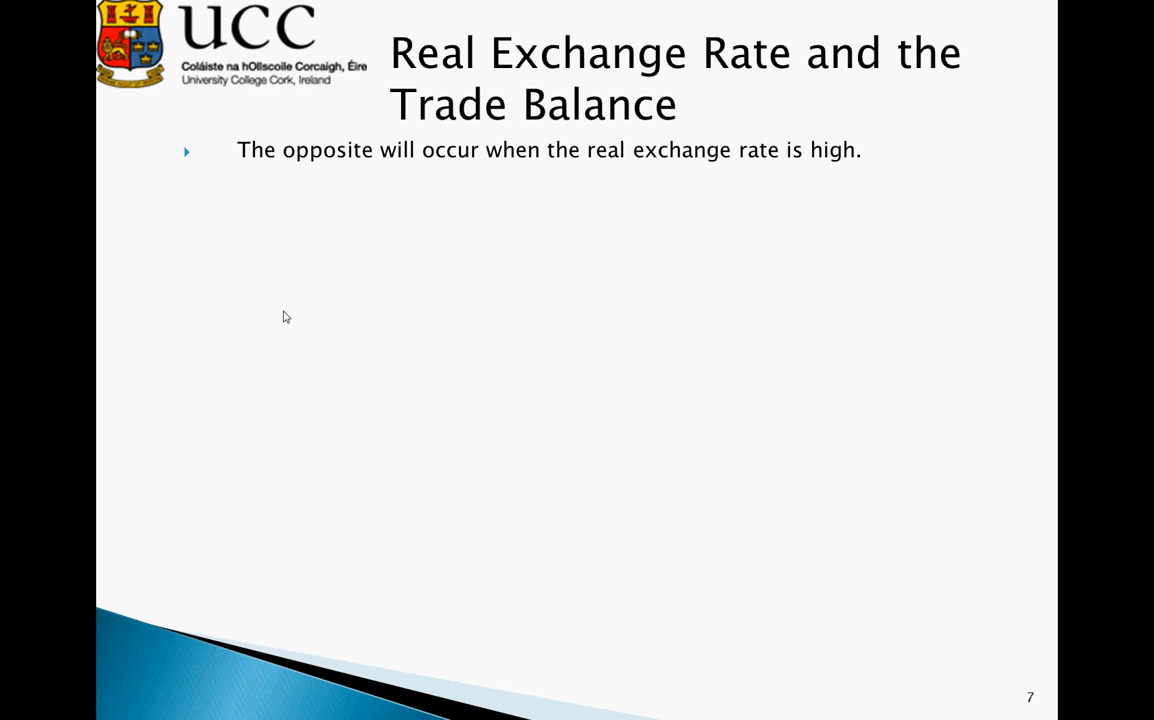 ucc
Coláiste na hOllscoile Corcaigh, Éire
University College Cork, Ireland
Real Exchange Rate and the
Trade Balance
The opposite will occur when the real exchange rate is high.
7